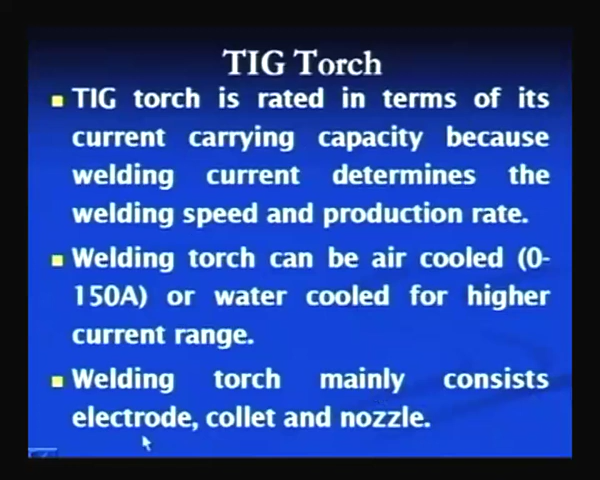 TIG Torch
TIG torch is rated in terms of its
current carrying capacity because
welding current determines the
welding speed and production rate.
Welding torch can be air cooled (0-
150A) or water cooled for higher
current range.
Welding torch mainly consists
electrode, collet and nozzle.